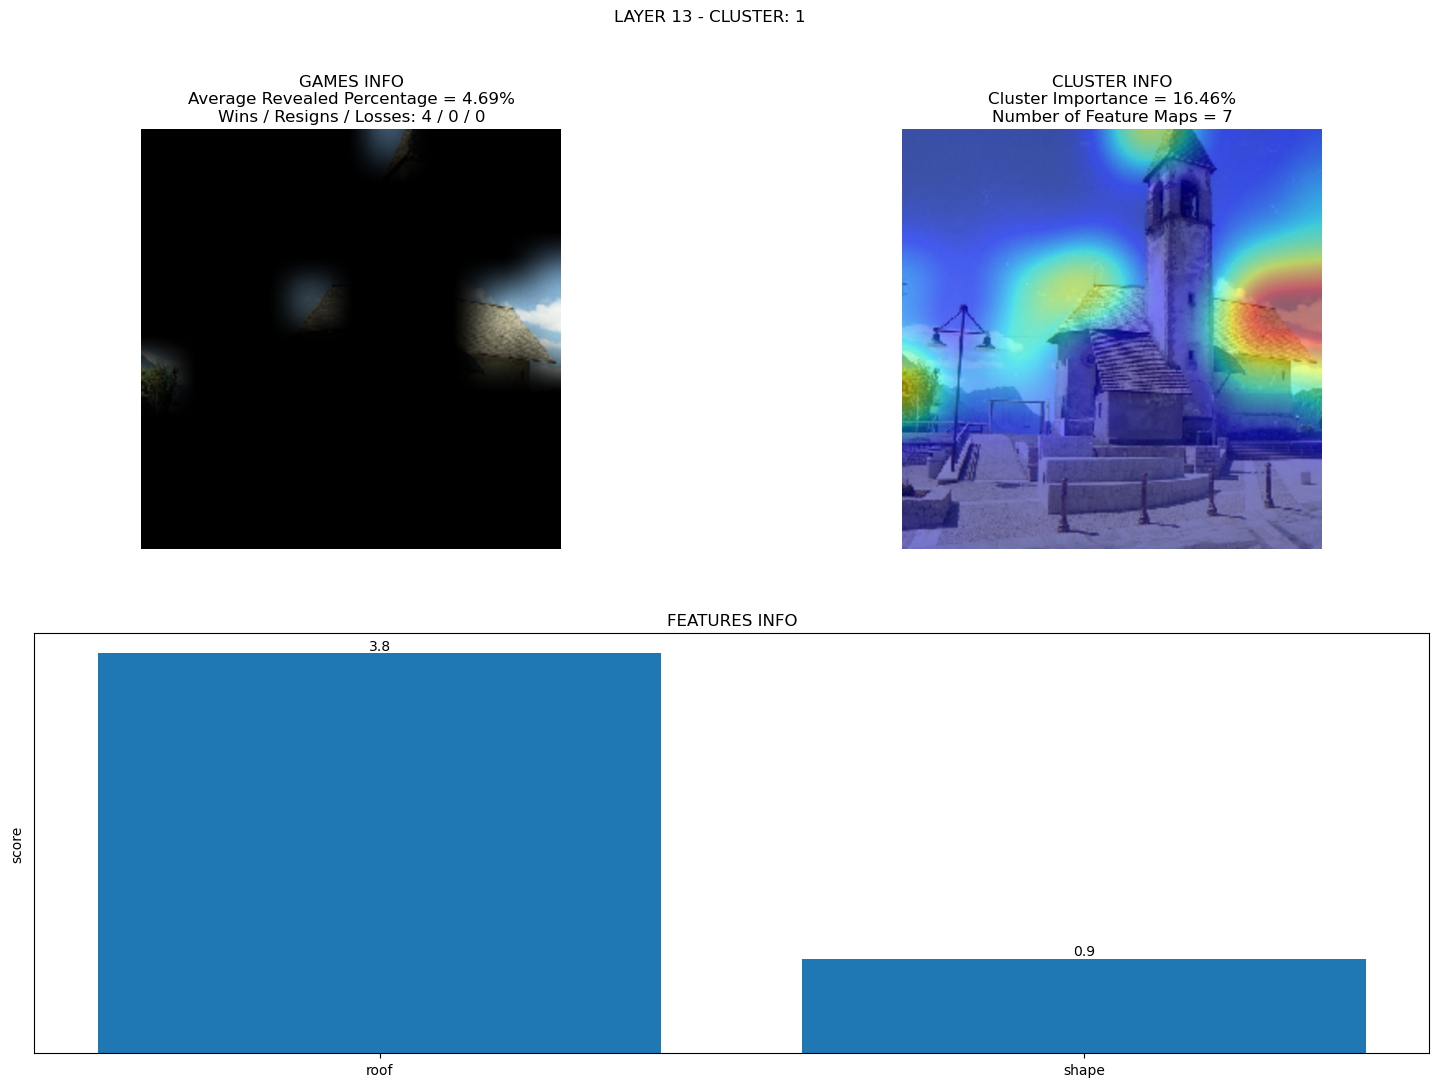 LAYER 13 - CLUSTER: 1
GAMES INFO
Average Revealed Percentage = 4.69%
Wins / Resigns / Losses: 4 / 0 / 0
CLUSTER INFO
Cluster Importance = 16.46%
Number of Feature Maps = 7
FEATURES INFO
3.8
0.9
score
roof
shape